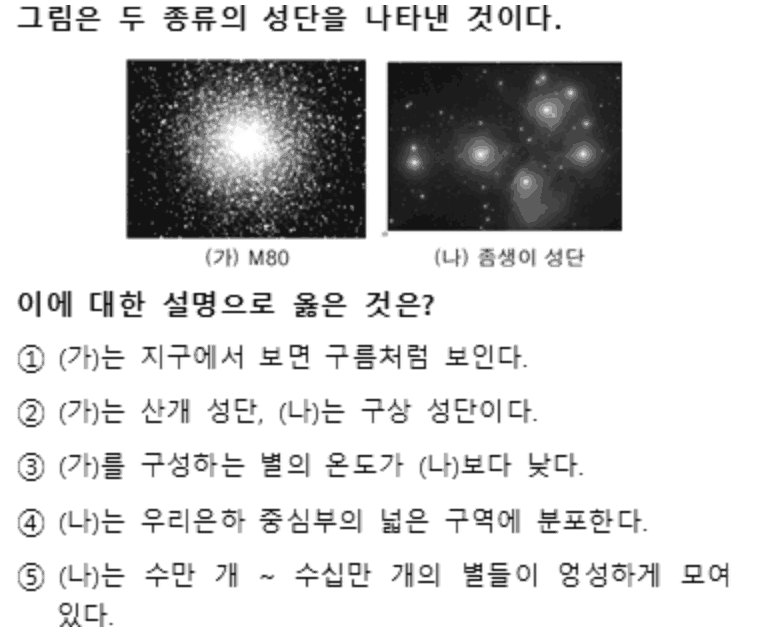 그림은 두 종류의 성단을 나타낸 것이다.
(가) M80
(나) 좀생이 성단
이에 대한 설명으로 옳은 것은?
① (가)는 지구에서 보면 구름처럼 보인다.
② (가)는 산개 성단, (나)는 구상 성단이다.
③ (가)를 구성하는 별의 온도가 (나)보다 낮다.
④ (나)는 우리은하 중심부의 넓은 구역에 분포한다.
⑤ (나)는 수만 개 ~ 수십만 개의 별들이 엉성하게 모여
있다.